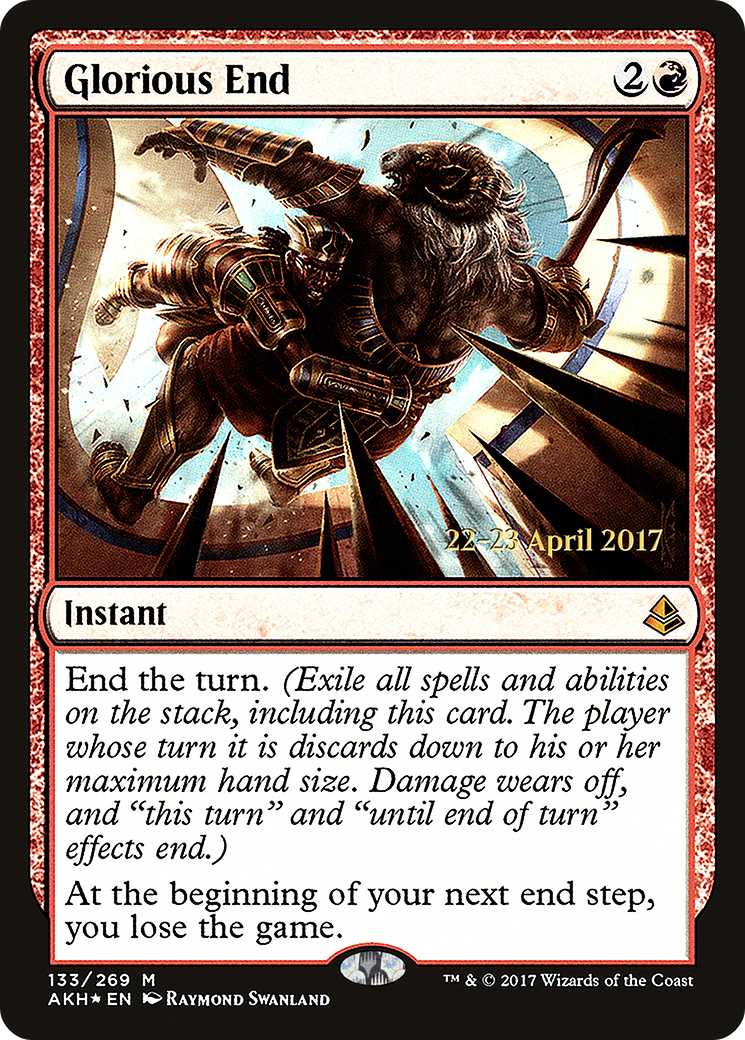 Glorious End 2
22-23 April 2017
Instant
End the turn. (Exile all spells and abilities
on the stack, including this card. The player
whose turn it is discards down to his or her
maximum hand size. Damage wears off,
and “this turn” and “until end of turn”
effects end.)
At the beginning of your next end step,
you lose the game.
133/269 M
™ & © 2017 Wizards of the Coast
AKH★EN Raymond Swanland